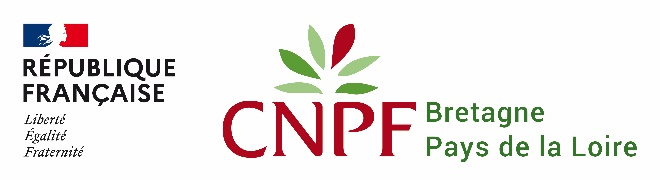 RÉPUBLIQUE
FRANÇAISE
Liberté
Égalité
Fraternité
CNPF
Bretagne
Pays de la Loire